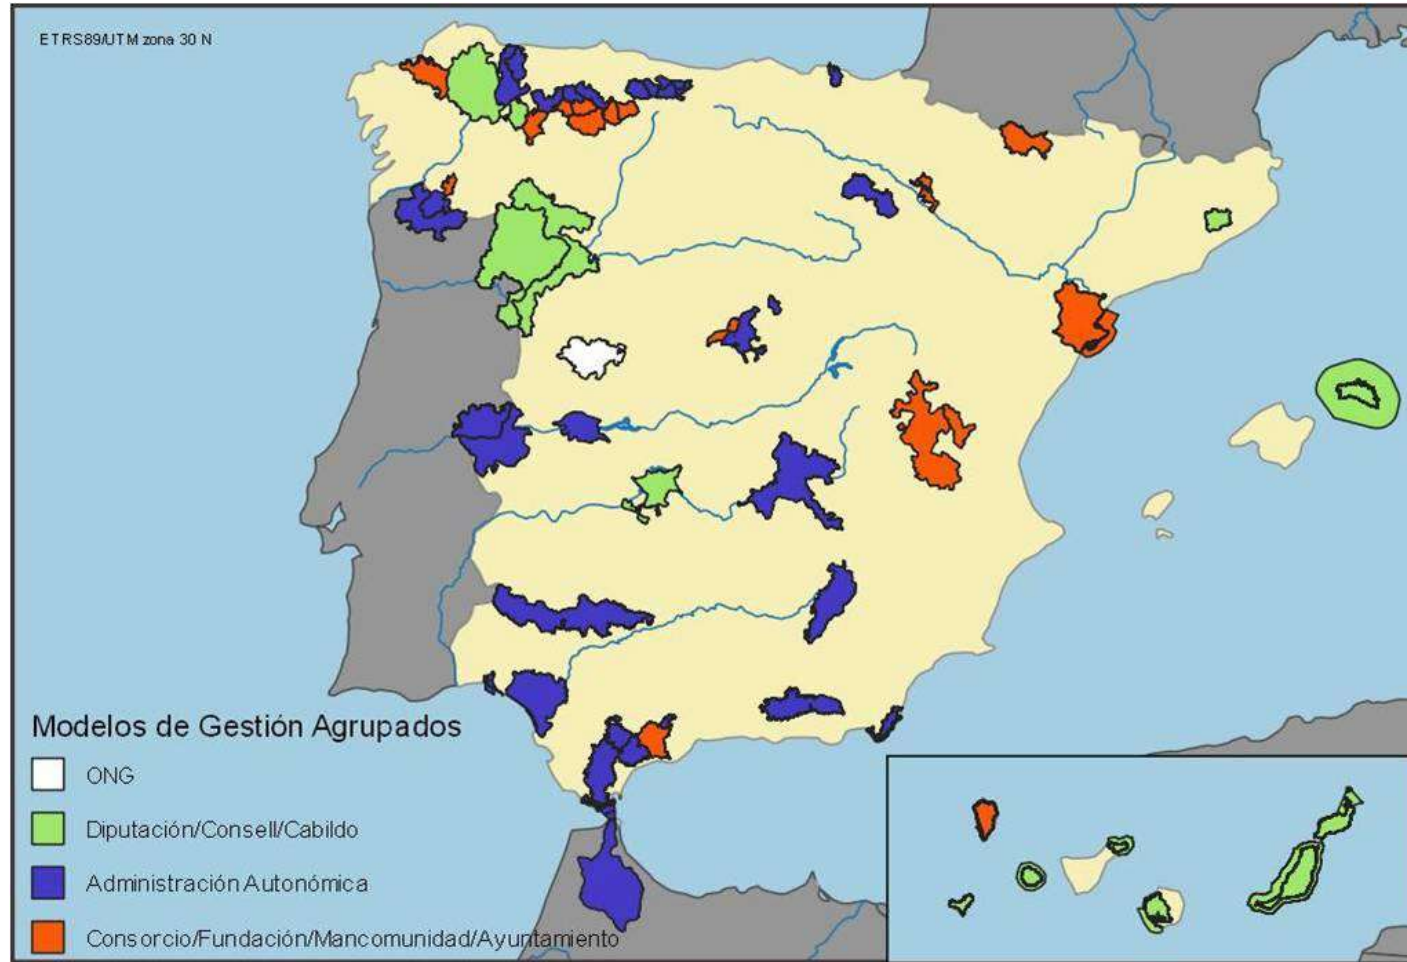 ETRS89/UTM zona 30 N
Modelos de Gestión Agrupados
ONG
Diputación/Consell/Cabildo
Administración Autonómica
Consorcio/Fundación/Mancomunidad/Ayuntamiento